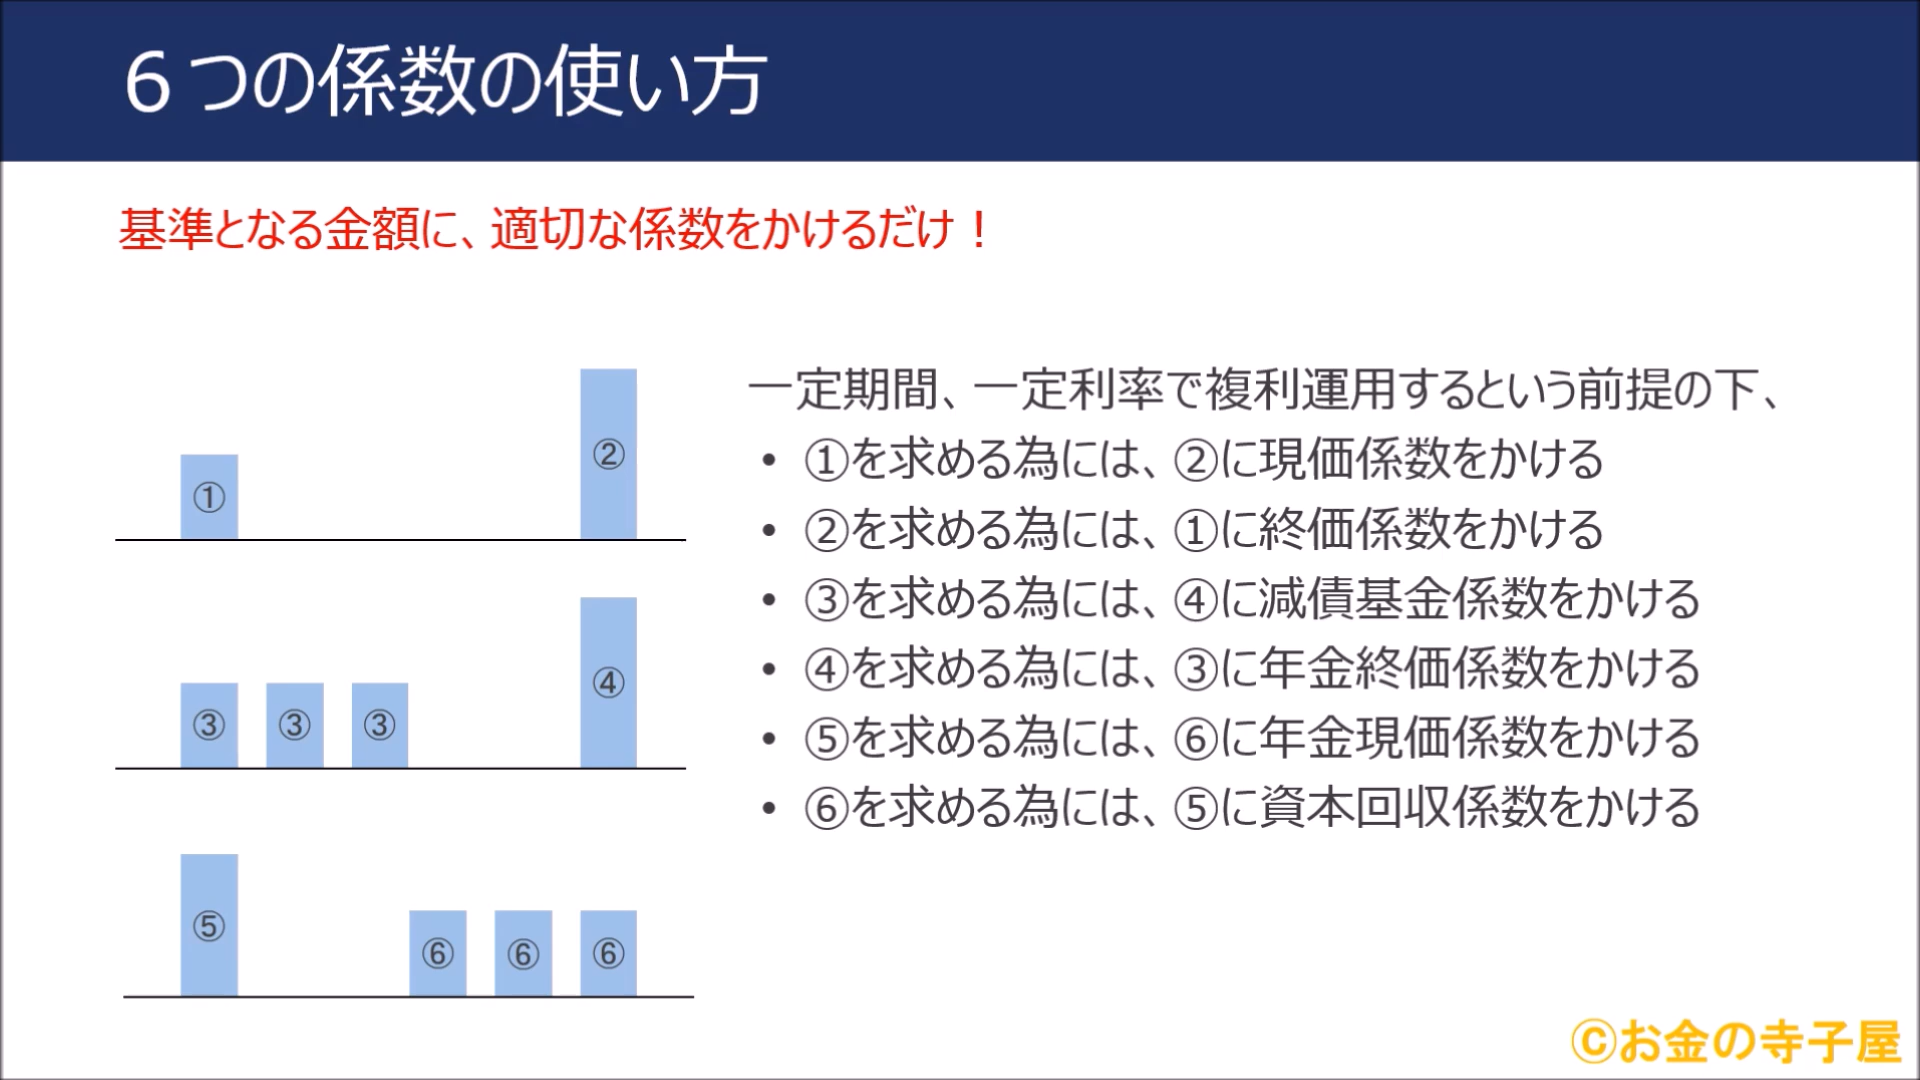 ６つの係数の使い方
基準となる金額に、適切な係数をかけるだけ！
一定期間、一定利率で複利運用するという前提の下、
• ①を求める為には、②に現価係数をかける
• ②を求める為には、①に終価係数をかける
• ③を求める為には、④に減債基金係数をかける
• ④を求める為には、③に年金終価係数をかける
• ⑤を求める為には、⑥に年金現価係数をかける
• ⑥を求める為には、⑤に資本回収係数をかける
① ②
③ ③ ③ ④
⑤ ⑥ ⑥ ⑥
©お金の寺子屋